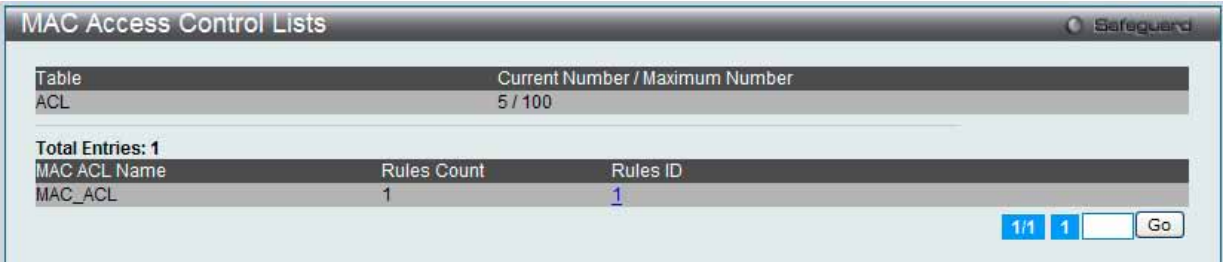 MAC Access Control Lists Safeguard
Table Current Number / Maximum Number
ACL 5 / 100
Total Entries: 1
MAC ACL Name Rules Count Rules ID
MAC_ACL 1 1
1/1 1 Go